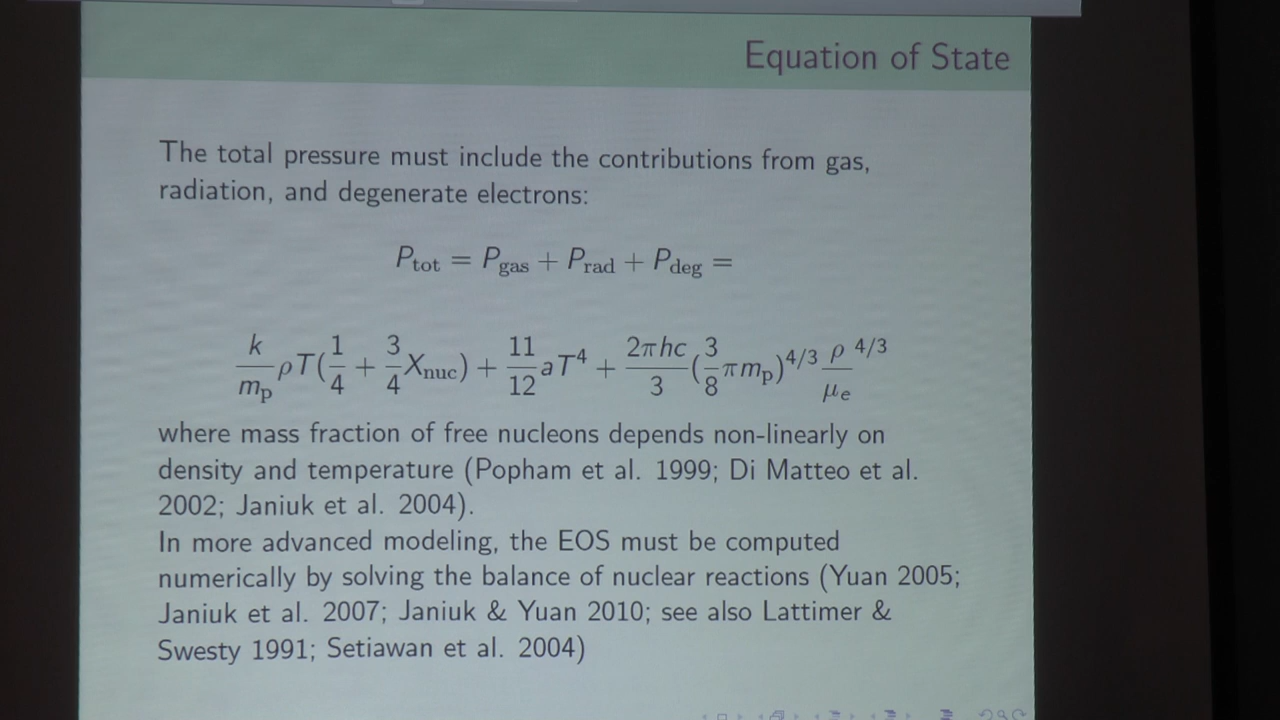 Equation of State
The total pressure must include the contributions from gas,
radiation, and degenerate electrons:
P_tot = P_gas + P_rad + P_deg =
k/m_p ρT(1/4 + 3/4 X_nuc) + 11/12 aT^4 + 2πhc/3 (3/8 πm_p)^4/3 ρ/μ_e ^4/3
where mass fraction of free nucleons depends non-linearly on
density and temperature (Popham et al. 1999; Di Matteo et al.
2002; Janiuk et al. 2004).
In more advanced modeling, the EOS must be computed
numerically by solving the balance of nuclear reactions (Yuan 2005;
Janiuk et al. 2007; Janiuk & Yuan 2010; see also Lattimer &
Swesty 1991; Setiawan et al. 2004)